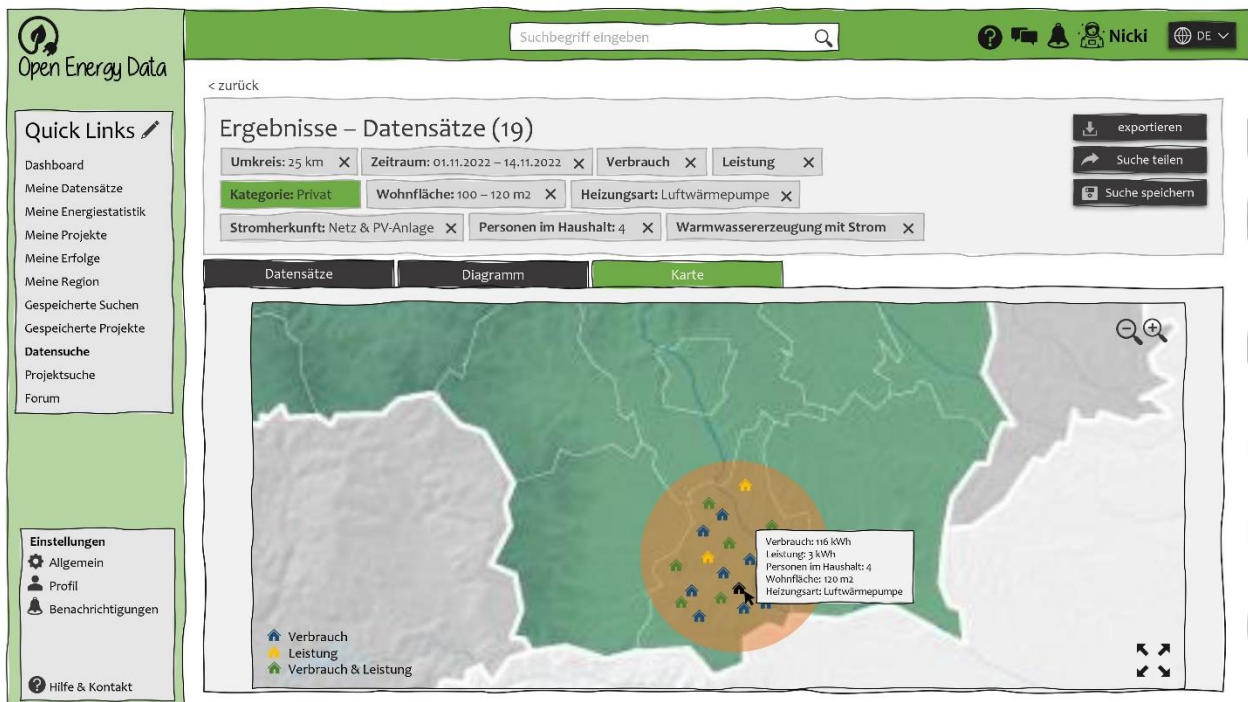 Open Energy Data
Suchbegriff eingeben
Nicki
DE
Quick Links
Dashboard
Meine Datensätze
Meine Energiestatistik
Meine Projekte
Meine Erfolge
Meine Region
Gespeicherte Suchen
Gespeicherte Projekte
Datensuche
Projektsuche
Forum
Einstellungen
Allgemein
Profil
Benachrichtigungen
Hilfe & Kontakt
< zurück
Ergebnisse – Datensätze (19)
exportieren
Suche teilen
Suche speichern
Umkreis: 25 km X Zeitraum: 01.11.2022 – 14.11.2022 X Verbrauch X Leistung X
Kategorie: Privat Wohnfläche: 100 – 120 m2 X Heizungsart: Luftwärmepumpe X
Stromherkunft: Netz & PV-Anlage X Personen im Haushalt: 4 X Warmwassererzeugung mit Strom X
Datensätze Diagramm Karte
Verbrauch: 116 kWh
Leistung: 3 kWh
Personen im Haushalt: 4
Wohnfläche: 120 m2
Heizungsart: Luftwärmepumpe
Verbrauch
Leistung
Verbrauch & Leistung